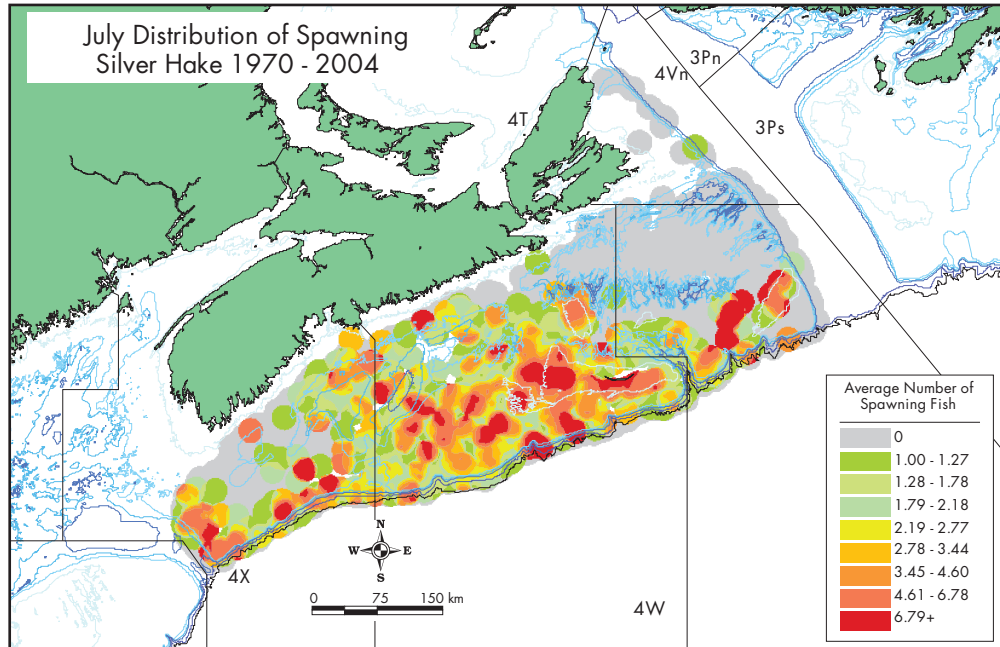 July Distribution of Spawning
Silver Hake 1970 - 2004
3Pn
4Vn
3Ps
4T
Average Number of
Spawning Fish
0
1.00 - 1.27
1.28 - 1.78
1.79 - 2.18
2.19 - 2.77
2.78 - 3.44
3.45 - 4.60
4.61 - 6.78
6.79+
N
W E
S
4X
0 75 150 km
4W